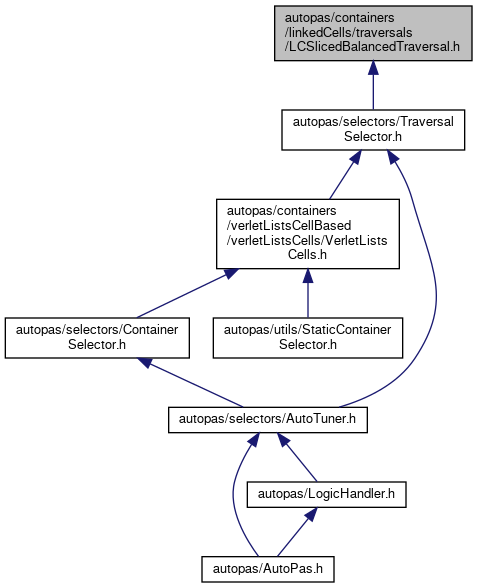 autopas/containers
/linkedCells/traversals
/LCSlicedBalancedTraversal.h
autopas/selectors/Traversal
Selector.h
autopas/containers
/verletListsCellBased
/verletListsCells/VerletLists
Cells.h
autopas/selectors/Container
Selector.h
autopas/utils/StaticContainer
Selector.h
autopas/selectors/AutoTuner.h
autopas/LogicHandler.h
autopas/AutoPas.h